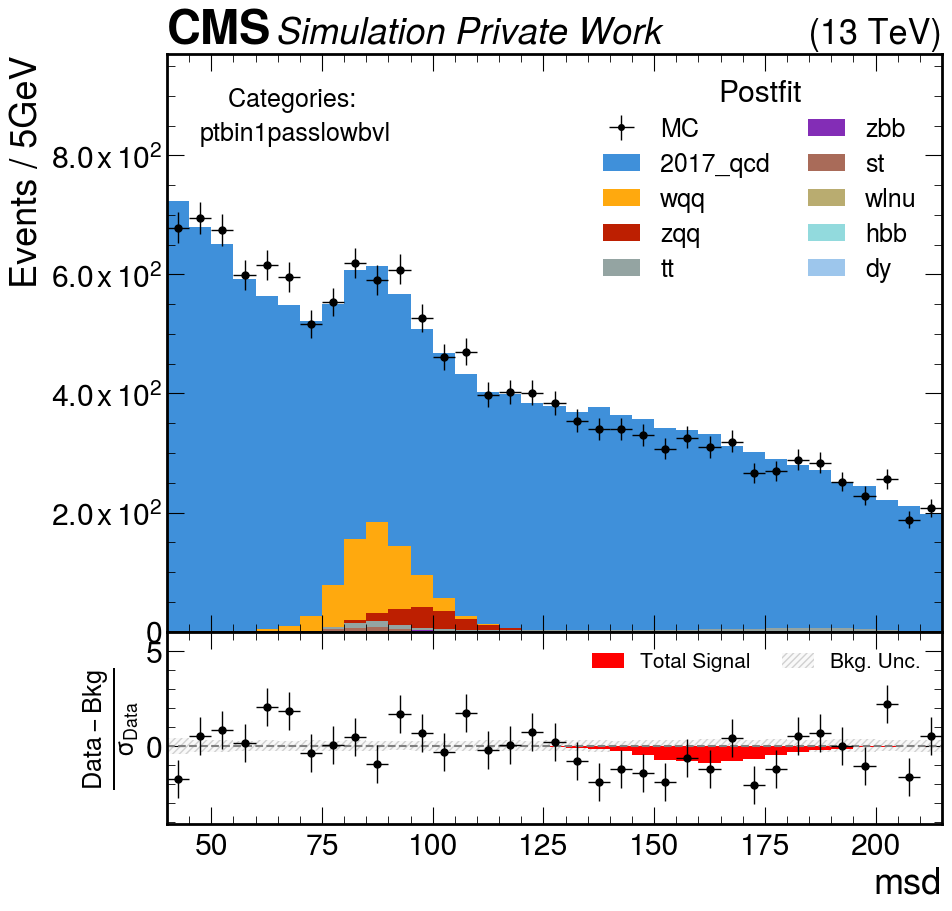 CMS Simulation Private Work (13 TeV)
Events / 5GeV
Categories:
ptbin1passlowbvl
Postfit
MC
2017_qcd
wqq
zqq
tt
zbb
st
wlnu
hbb
dy
8.0 x 10²
6.0 x 10²
4.0 x 10²
2.0 x 10²
0
Total Signal
Bkg. Unc.
Data – Bkg
σData
5
0
50 75 100 125 150 175 200
msd